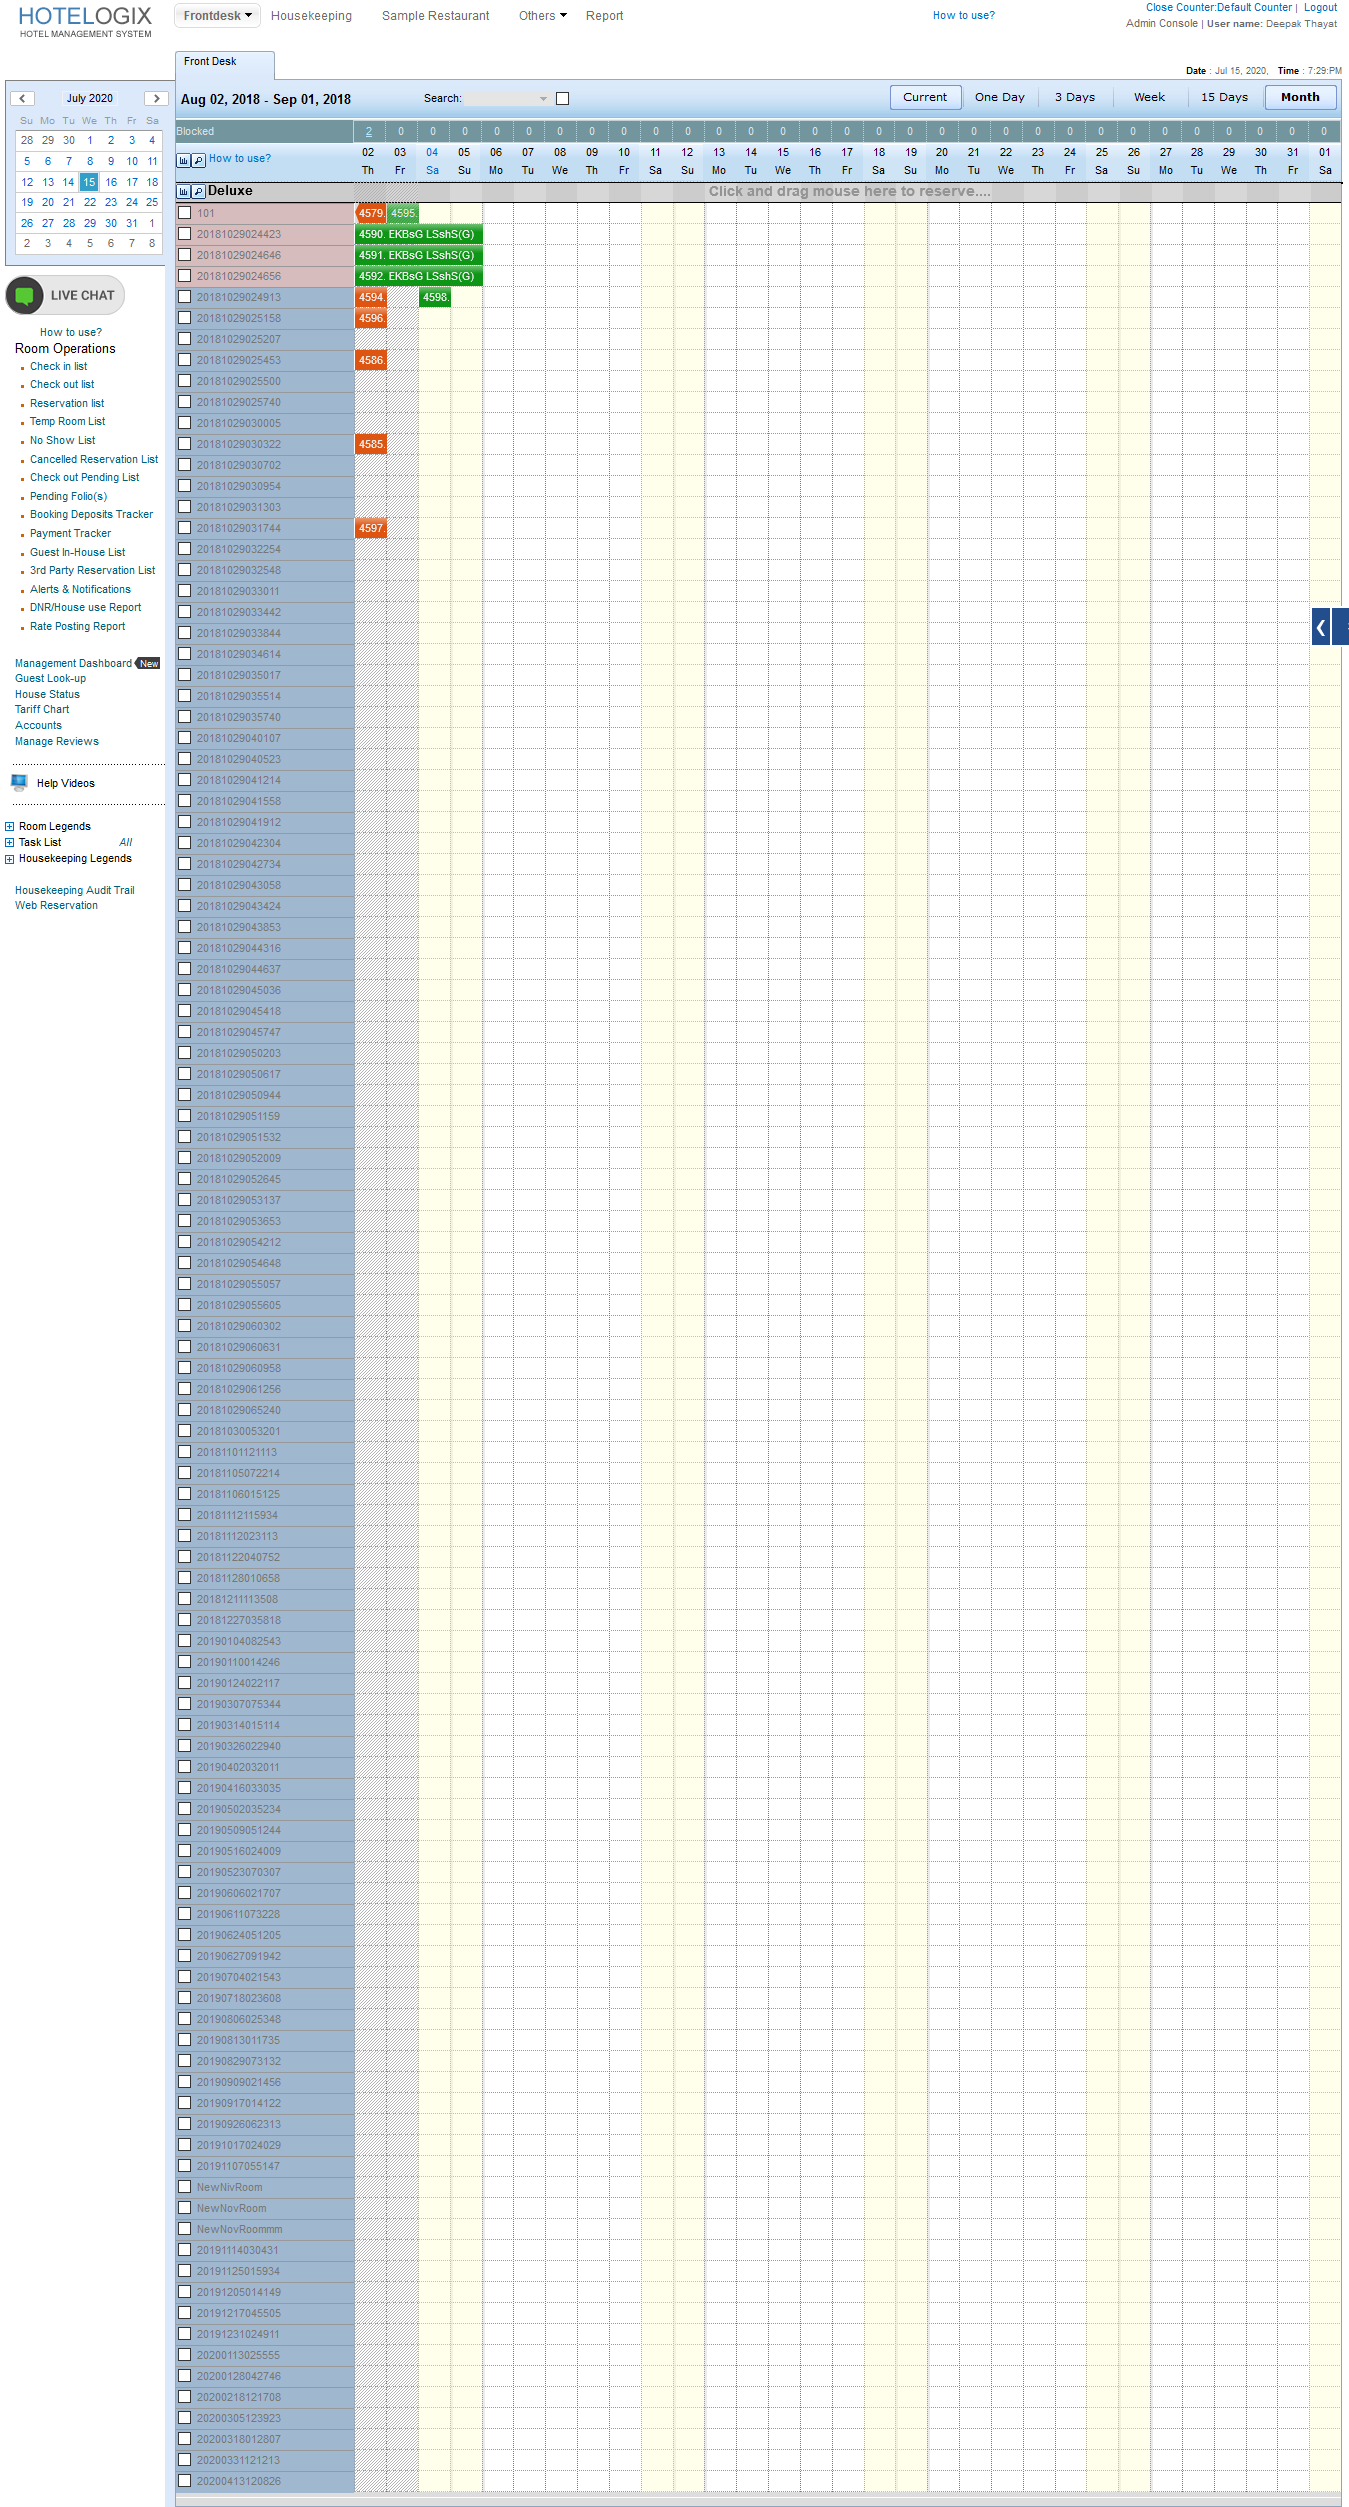 HOTELOGIX
HOTEL MANAGEMENT SYSTEM
Frontdesk Housekeeping Sample Restaurant Others Report
How to use?
Close Counter:Default Counter | Logout
Admin Console | User name: Deepak Thayat
Front Desk
Date : Jul 15, 2020, Time : 7:29:PM
July 2020
Su Mo Tu We Th Fr Sa
28 29 30 1 2 3 4
5 6 7 8 9 10 11
12 13 14 15 16 17 18
19 20 21 22 23 24 25
26 27 28 29 30 31 1
2 3 4 5 6 7 8
LIVE CHAT
How to use?
Room Operations
Check in list
Check out list
Reservation list
Temp Room List
No Show List
Cancelled Reservation List
Check out Pending List
Pending Folio(s)
Booking Deposits Tracker
Payment Tracker
Guest In-House List
3rd Party Reservation List
Alerts & Notifications
DNR/House use Report
Rate Posting Report
Management Dashboard New
Guest Look-up
House Status
Tariff Chart
Accounts
Manage Reviews
Help Videos
Room Legends
Task List All
Housekeeping Legends
Housekeeping Audit Trail
Web Reservation
Aug 02, 2018 - Sep 01, 2018 Search: Current One Day 3 Days Week 15 Days Month
Blocked 2 0 0 0 0 0 0 0 0 0 0 0 0 0 0 0 0 0 0 0 0 0 0 0 0 0 0 0 0 0 0
How to use?
02 03 04 05 06 07 08 09 10 11 12 13 14 15 16 17 18 19 20 21 22 23 24 25 26 27 28 29 30 31 01
Th Fr Sa Su Mo Tu We Th Fr Sa Su Mo Tu We Th Fr Sa Su Mo Tu We Th Fr Sa Su Mo Tu We Th Fr Sa
Deluxe Click and drag mouse here to reserve....
101 4579. 4595.
20181029024423 4590. EKBsG LSshS(G)
20181029024646 4591. EKBsG LSshS(G)
20181029024656 4592. EKBsG LSshS(G)
20181029024913 4594. 4598.
20181029025158 4596.
20181029025207
20181029025453 4586.
20181029025500
20181029025740
20181029030005
20181029030322 4585.
20181029030702
20181029030954
20181029031303
20181029031744 4597.
20181029032254
20181029032548
20181029033011
20181029033442
20181029033844
20181029034614
20181029035017
20181029035514
20181029035740
20181029040107
20181029040523
20181029041214
20181029041558
20181029041912
20181029042304
20181029042734
20181029043058
20181029043424
20181029043853
20181029044316
20181029044637
20181029045036
20181029045418
20181029045747
20181029050203
20181029050617
20181029050944
20181029051159
20181029051532
20181029052009
20181029052645
20181029053137
20181029053653
20181029054212
20181029054648
20181029055057
20181029055605
20181029060302
20181029060631
20181029060958
20181029061256
20181029065240
20181030053201
20181101121113
20181105072214
20181106015125
20181112115934
20181112023113
20181122040752
20181128010658
20181211113508
20181227035818
20190104082543
20190110014246
20190124022117
20190307075344
20190314015114
20190326022940
20190402032011
20190416033035
20190502035234
20190509051244
20190516024009
20190523070307
20190606021707
20190611073228
20190624051205
20190627091942
20190704021543
20190718023608
20190806025348
20190813011735
20190829073132
20190909021456
20190917014122
20190926062313
20191017024029
20191107055147
NewNivRoom
NewNovRoom
NewNovRoommm
20191114030431
20191125015934
20191205014149
20191217045505
20191231024911
20200113025555
20200128042746
20200218121708
20200305123923
20200318012807
20200331121213
20200413120826